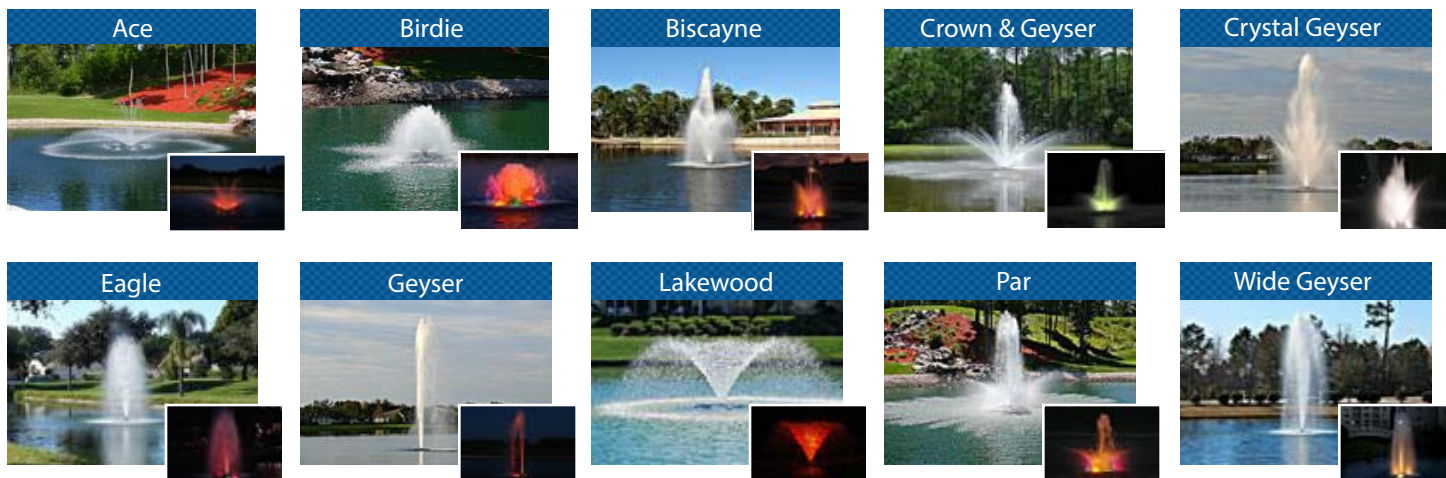 Ace
Birdie
Biscayne
Crown & Geyser
Crystal Geyser
Eagle
Geyser
Lakewood
Par
Wide Geyser